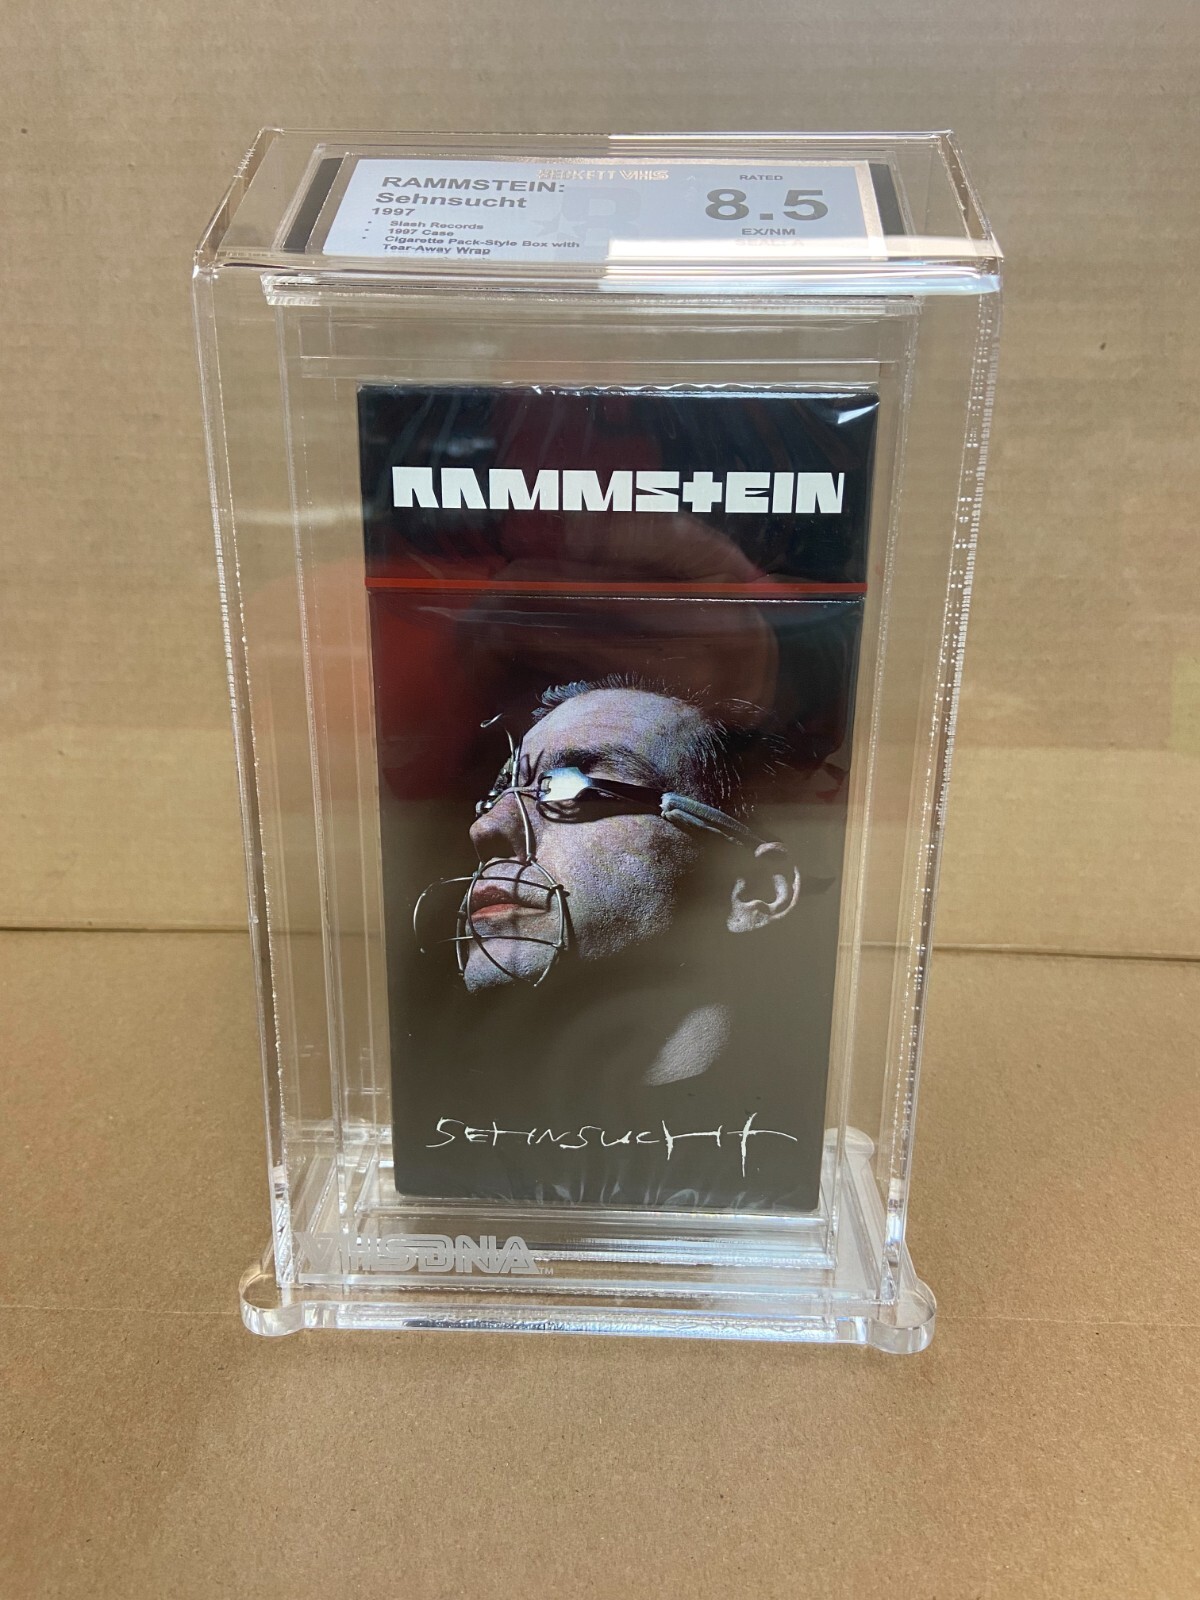 BECKETT VHS
RAMMSTEIN:
Sehnsucht
1997
• Slash Records
• 1997 Case
• Cigarette Pack-Style Box with
Tear-Away Wrap
RATED
8.5
EX/NM
RAMMSTEIN
SEHNSUCHT
VHSDNA™